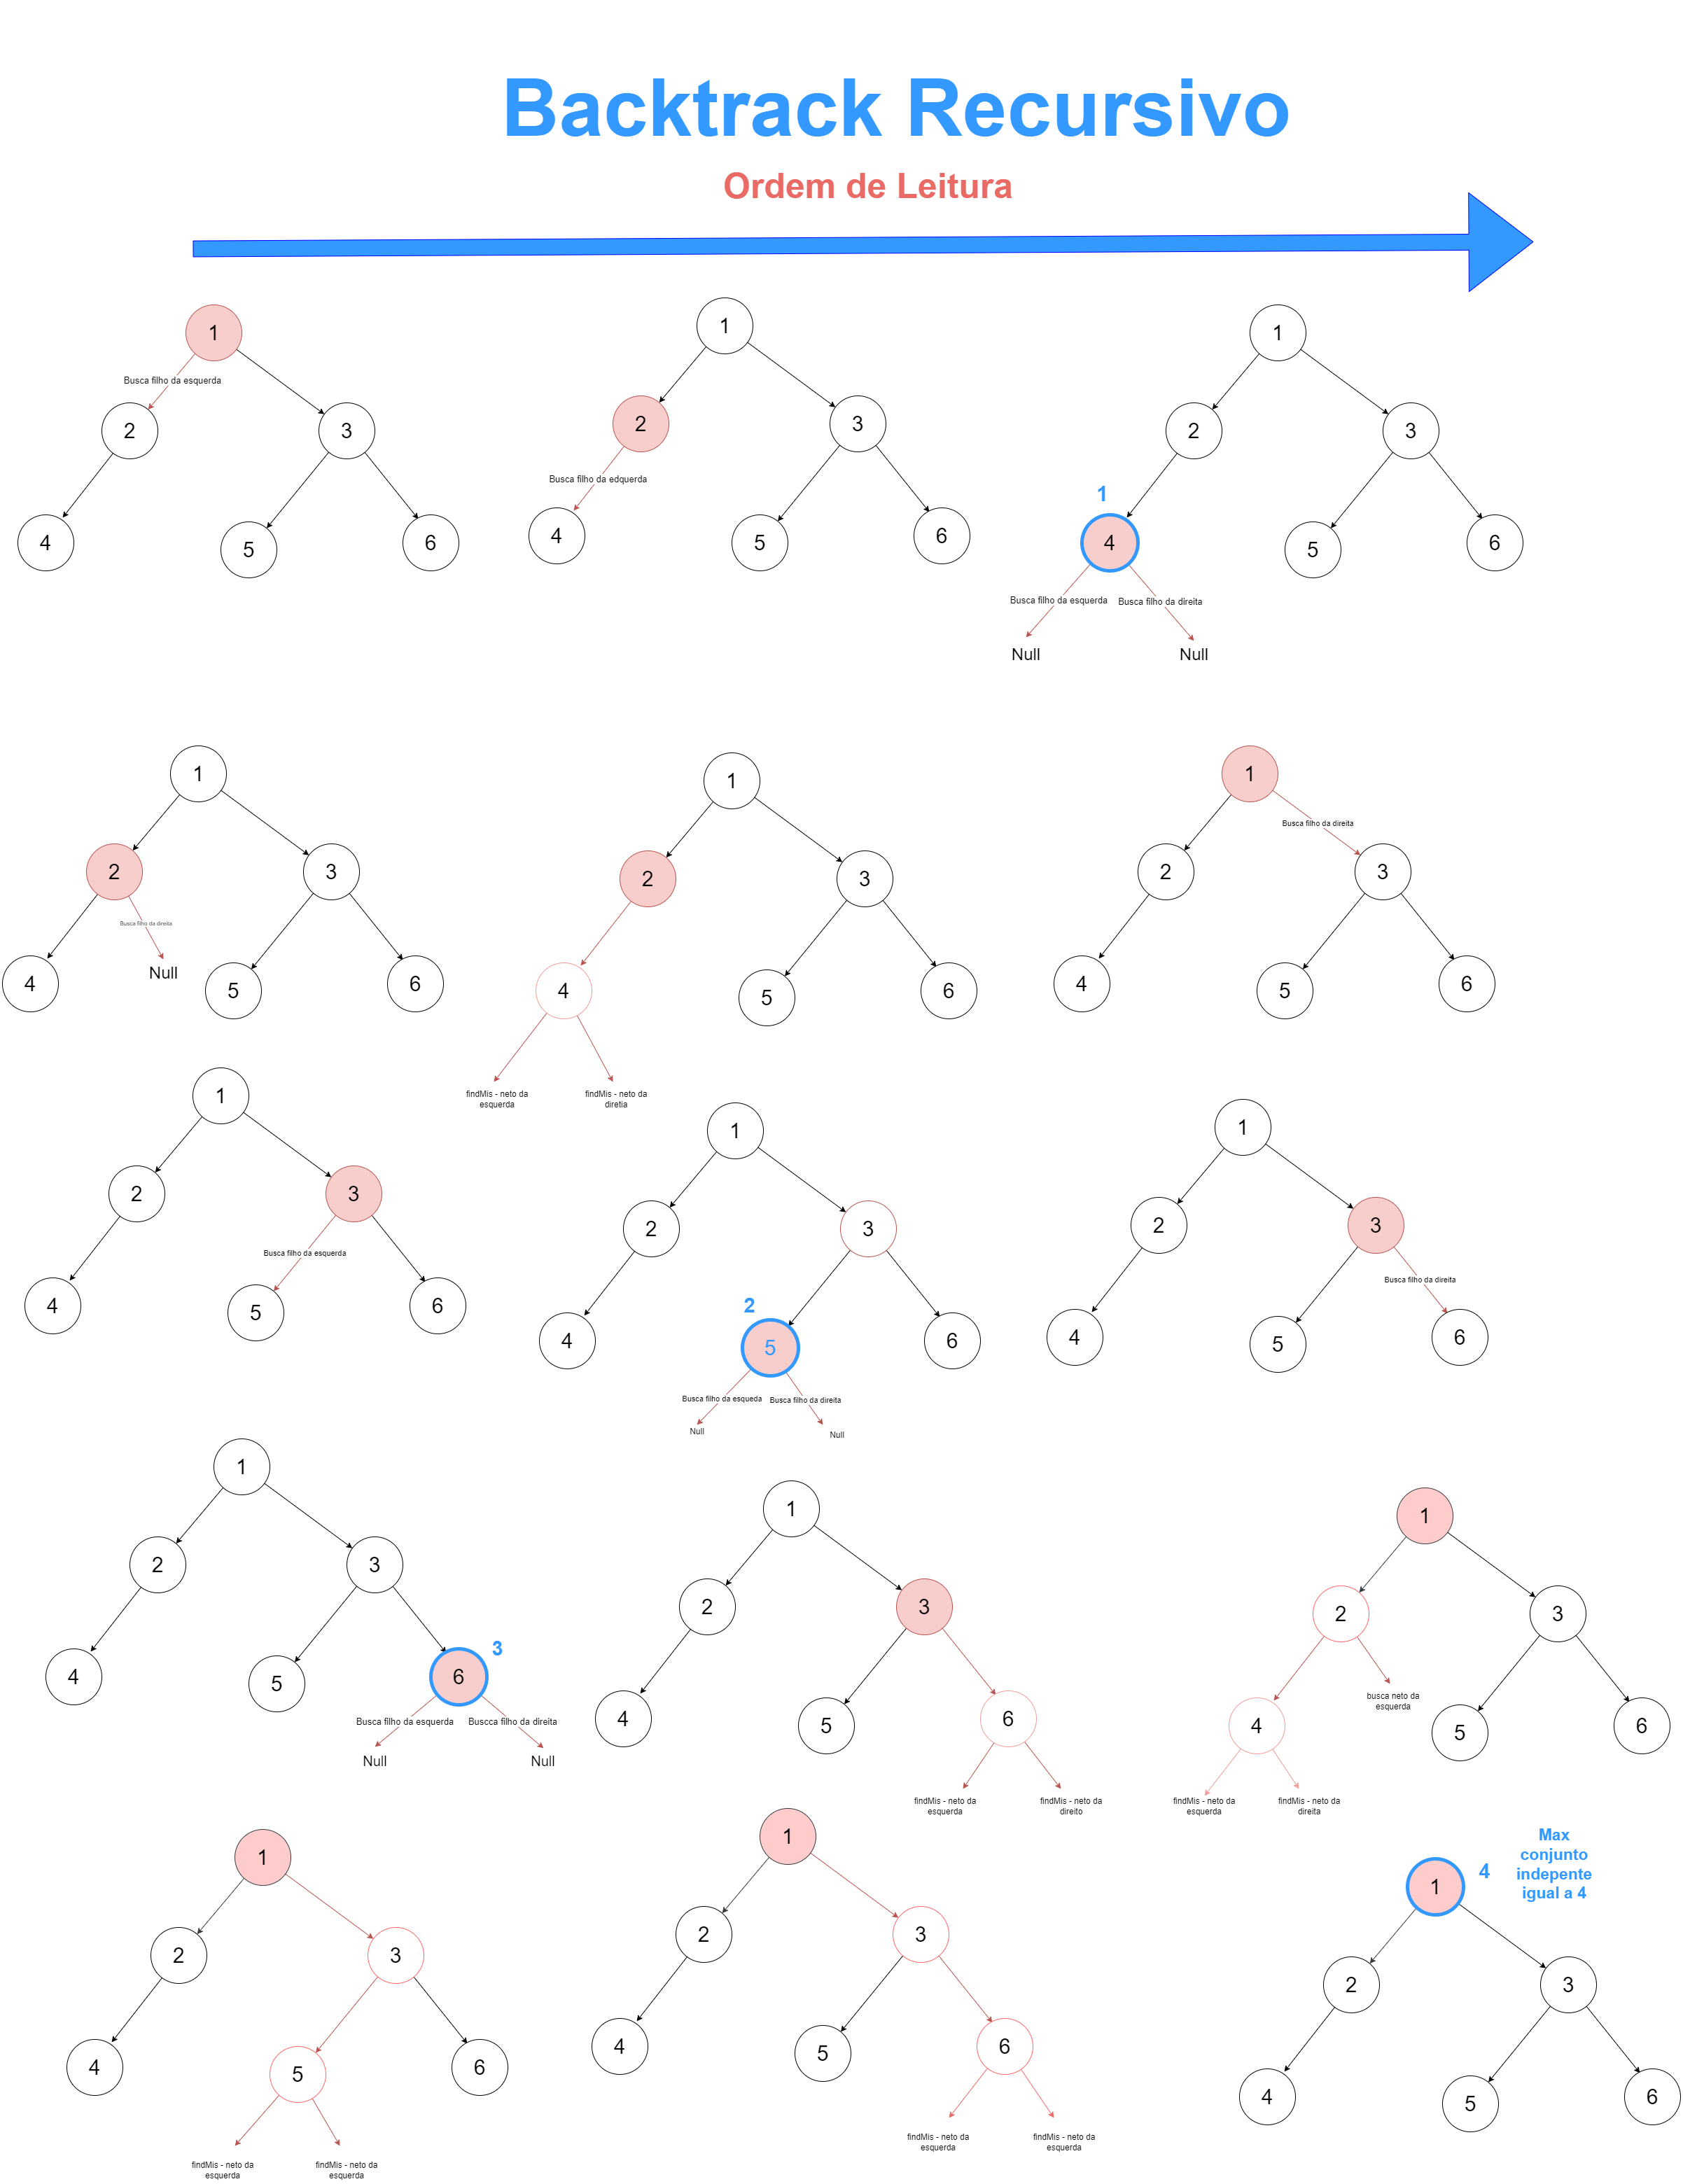 Backtrack Recursivo
Ordem de Leitura
1
Busca filho da esquerda
2
3
4
5
6
1
2
3
Busca filho da edquerda
4
5
6
1
2
3
1
4
5
6
Busca filho da esquerda
Busca filho da direita
Null
Null
1
2
3
Busca filho da direita
Null
4
5
6
1
2
3
4
5
6
findMis - neto da
esquerda
findMis - neto da
diretia
1
Busca filho da direita
2
3
4
5
6
1
2
3
Busca filho da esquerda
4
5
6
1
2
3
2
4
5
6
Busca filho da esqueda
Busca filho da direita
Null
Null
1
2
3
Busca filho da direita
4
5
6
1
2
3
3
4
5
6
Busca filho da esquerda
Buscca filho da direita
Null
Null
1
2
3
4
5
6
findMis - neto da
esquerda
findMis - neto da
direito
1
2
3
busca neto da
esquerda
4
5
6
findMis - neto da
esquerda
findMis - neto da
direita
1
2
3
4
5
6
findMis - neto da
esquerda
findMis - neto da
esquerda
1
2
3
4
5
6
findMis - neto da
esquerda
findMis - neto da
esquerda
Max
conjunto
indepente
igual a 4
4
1
2
3
4
5
6